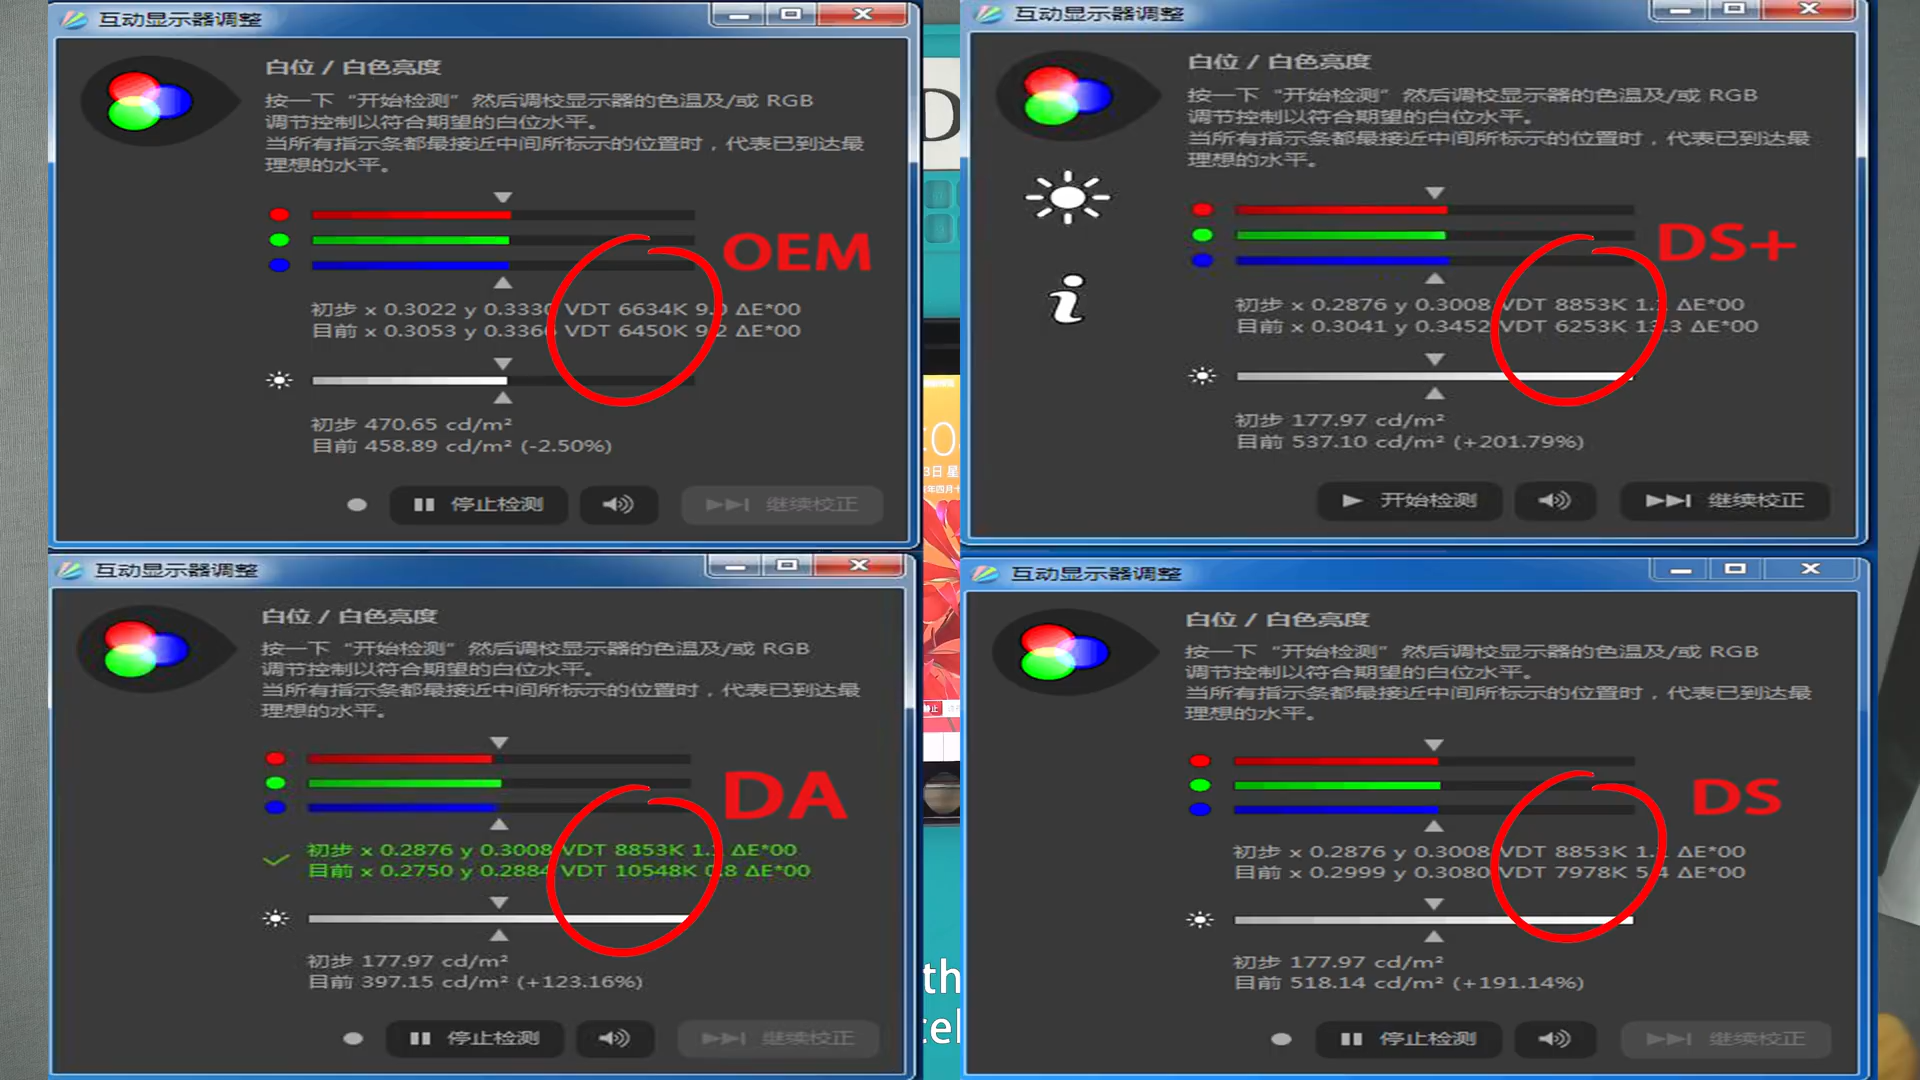 互动显示器调整
白位 / 白色亮度
按一下 “开始检测” 然后调校显示器的色温及/或 RGB
调节控制以符合期望的白位水平。
当所有指示条都最接近中间所标示的位置时，代表已到达最
理想的水平。
OEM
初步 x 0.3022 y 0.3330 VDT 6634K 9.0 ΔE*00
目前 x 0.3053 y 0.3366 VDT 6450K 9.2 ΔE*00
初步 470.65 cd/m²
目前 458.89 cd/m² (-2.50%)
停止检测
继续校正
互动显示器调整
白位 / 白色亮度
按一下 “开始检测” 然后调校显示器的色温及/或 RGB
调节控制以符合期望的白位水平。
当所有指示条都最接近中间所标示的位置时，代表已到达最
理想的水平。
DS+
初步 x 0.2876 y 0.3008 VDT 8853K 1.1 ΔE*00
目前 x 0.3041 y 0.3452 VDT 6253K 13.3 ΔE*00
初步 177.97 cd/m²
目前 537.10 cd/m² (+201.79%)
开始检测
继续校正
互动显示器调整
白位 / 白色亮度
按一下 “开始检测” 然后调校显示器的色温及/或 RGB
调节控制以符合期望的白位水平。
当所有指示条都最接近中间所标示的位置时，代表已到达最
理想的水平。
DA
初步 x 0.2876 y 0.3008 VDT 8853K 1.1 ΔE*00
目前 x 0.2750 y 0.2884 VDT 10548K 0.8 ΔE*00
初步 177.97 cd/m²
目前 397.15 cd/m² (+123.16%)
停止检测
继续校正
互动显示器调整
白位 / 白色亮度
按一下 “开始检测” 然后调校显示器的色温及/或 RGB
调节控制以符合期望的白位水平。
当所有指示条都最接近中间所标示的位置时，代表已到达最
理想的水平。
DS
初步 x 0.2876 y 0.3008 VDT 8853K 1.1 ΔE*00
目前 x 0.2999 y 0.3080 VDT 7978K 5.4 ΔE*00
初步 177.97 cd/m²
目前 518.14 cd/m² (+191.14%)
停止检测
继续校正